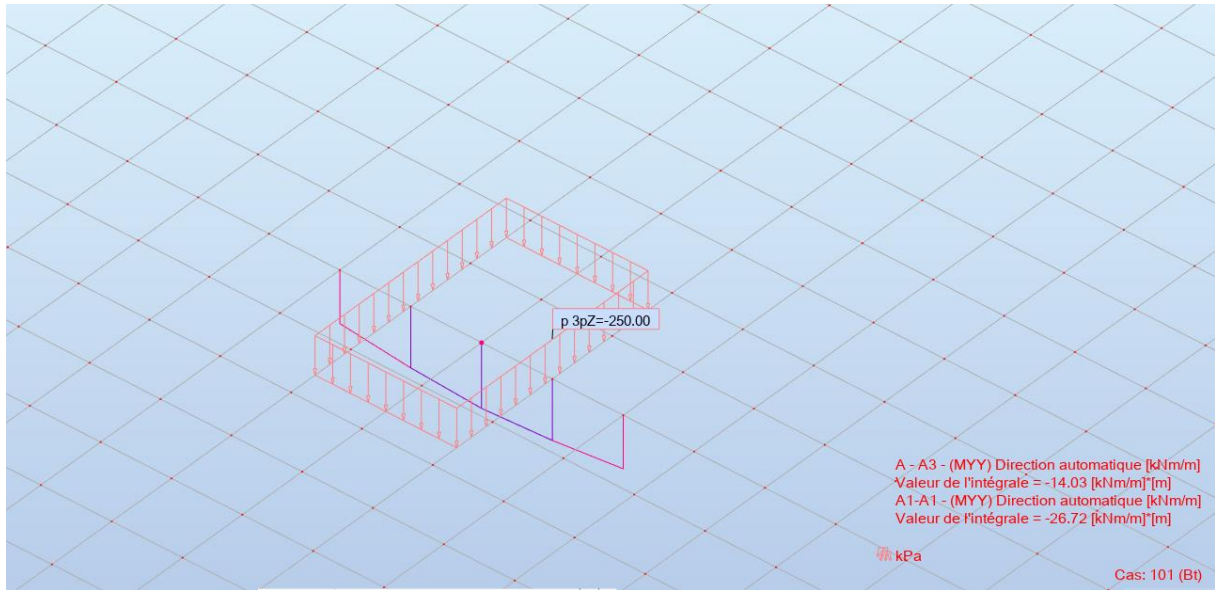 p 3pZ=-250.00
A - A3 - (MYY) Direction automatique [kNm/m]
Valeur de l'intégrale = -14.03 [kNm/m]*[m]
A1-A1 - (MYY) Direction automatique [kNm/m]
Valeur de l'intégrale = -26.72 [kNm/m]*[m]
kPa
Cas: 101 (Bt)